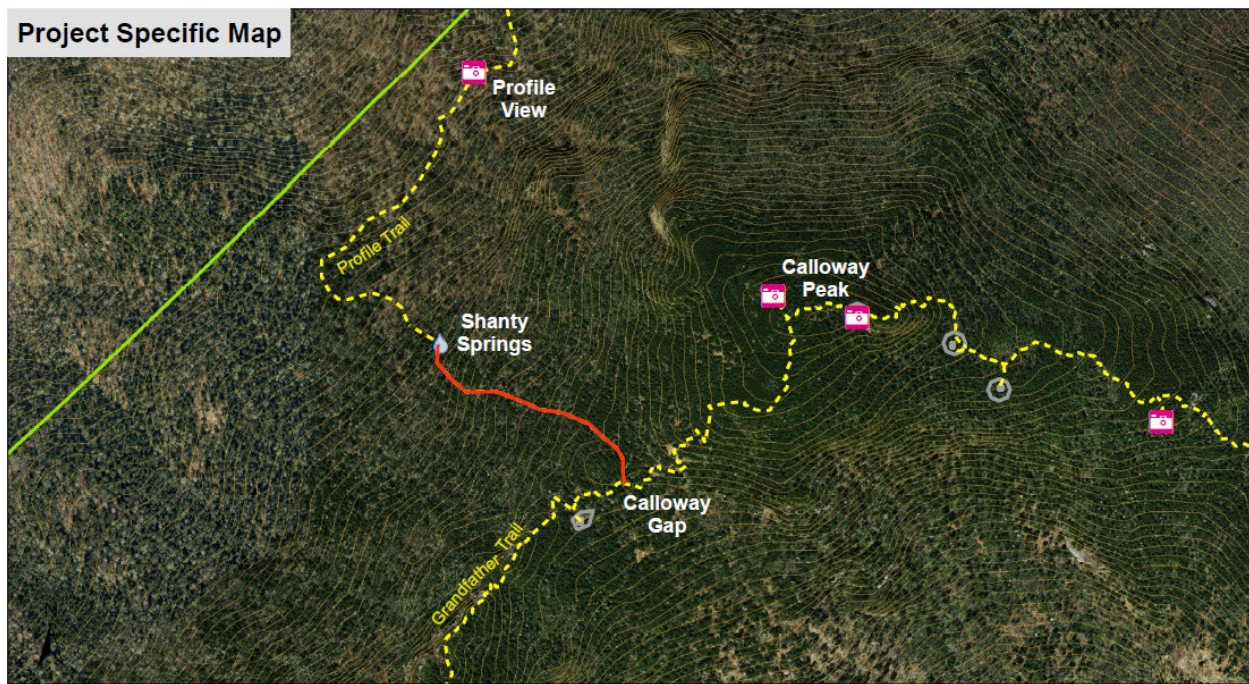 Project Specific Map
Profile
View
Profile Trail
Calloway
Peak
Shanty
Springs
Calloway
Gap
Grandfather Trail